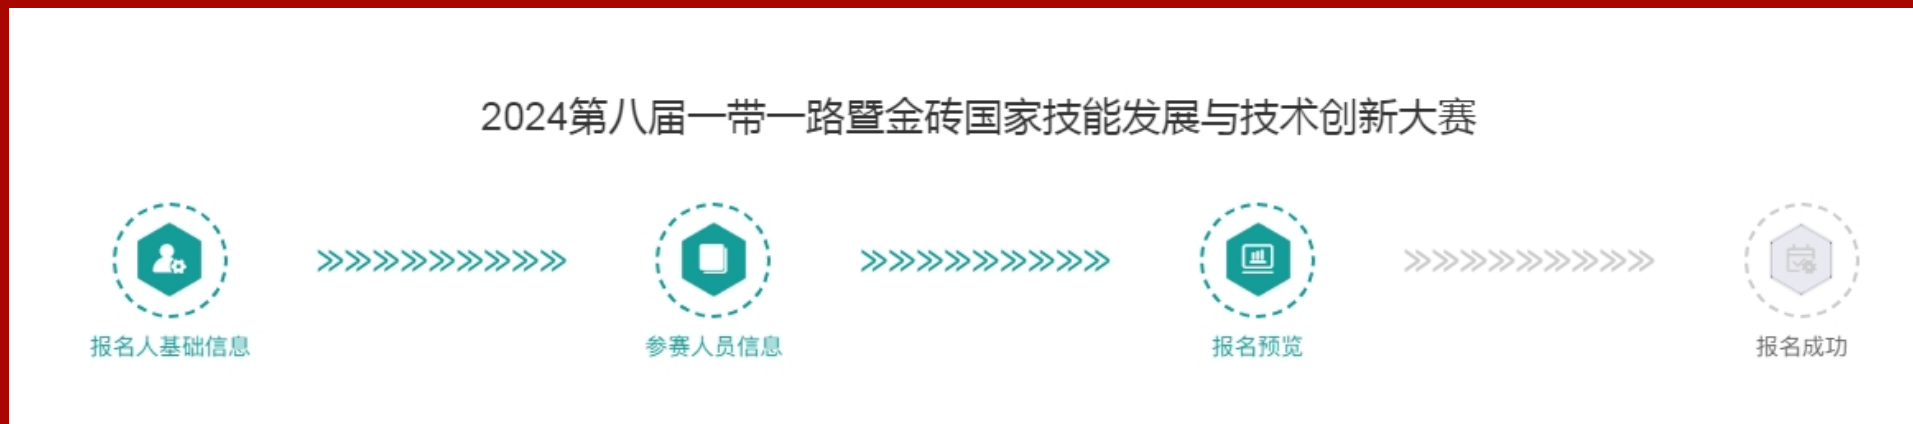 2024第八届一带一路暨金砖国家技能发展与技术创新大赛
报名人基础信息
参赛人员信息
报名预览
报名成功